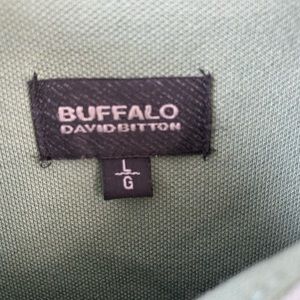 BUFFALO
DAVID BITTON
L
G